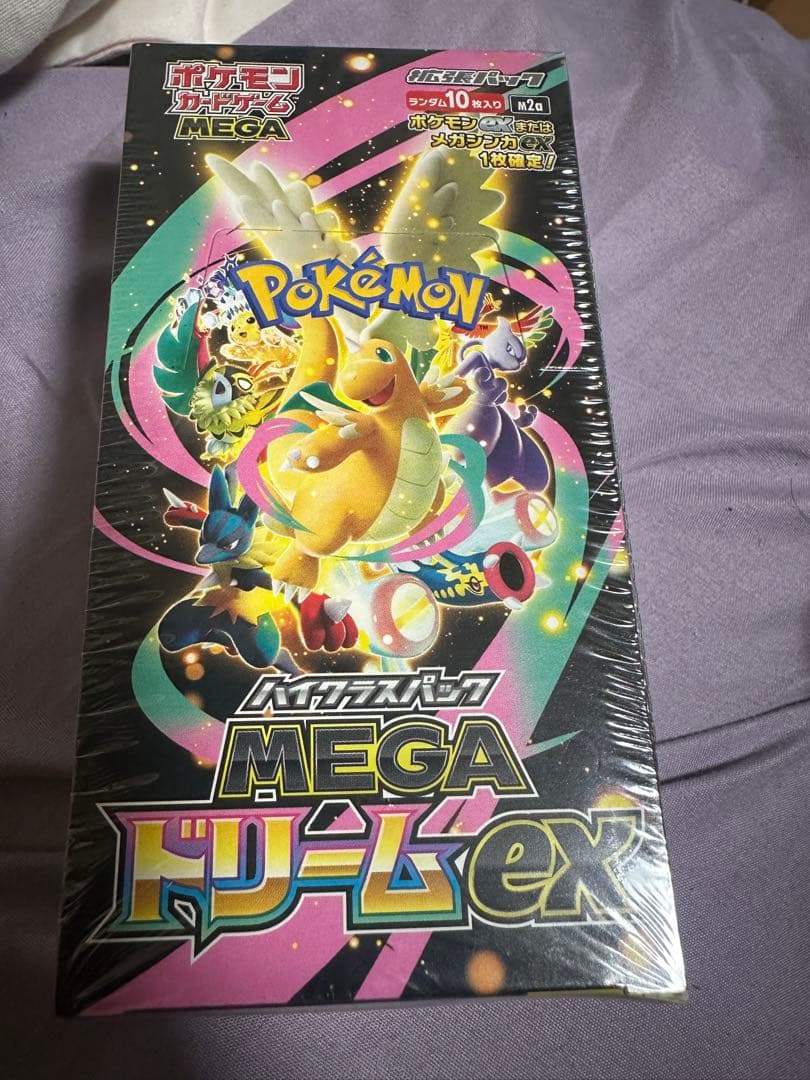 ポケモン
カードゲーム
MEGA
拡張パック
ランダム10枚入り
M2a
ポケモンexまたは
メガシンカex
1枚確定!
POKéMON
TM
ハイクラスパック
MEGA
ドリームex